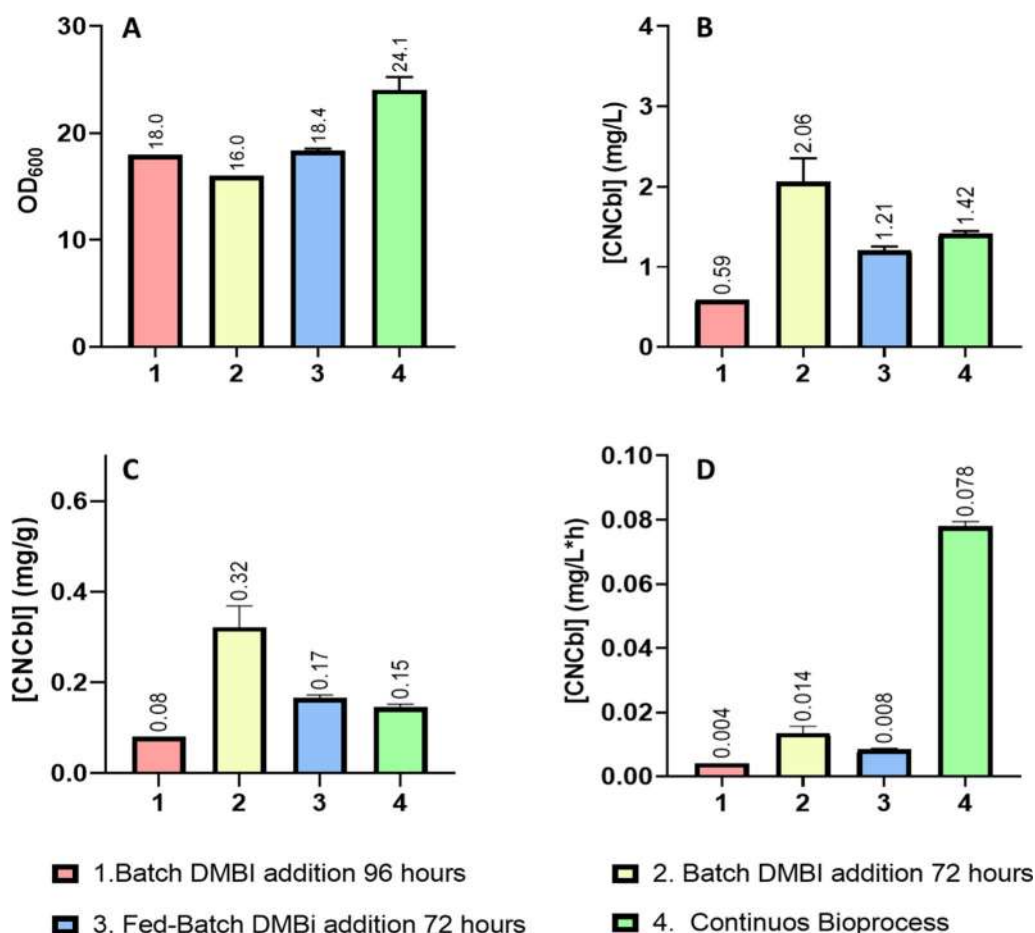 A
OD600
30
20
10
0
18.0
16.0
18.4
24.1
1 2 3 4
B
[CNCbl] (mg/L)
4
3
2
1
0
0.59
2.06
1.21
1.42
1 2 3 4
C
[CNCbl] (mg/g)
0.6
0.4
0.2
0.0
0.08
0.32
0.17
0.15
1 2 3 4
D
[CNCbl] (mg/L*h)
0.10
0.08
0.06
0.04
0.02
0.00
0.004
0.014
0.008
0.078
1 2 3 4
1.Batch DMBI addition 96 hours
2. Batch DMBI addition 72 hours
3. Fed-Batch DMBi addition 72 hours
4. Continuos Bioprocess